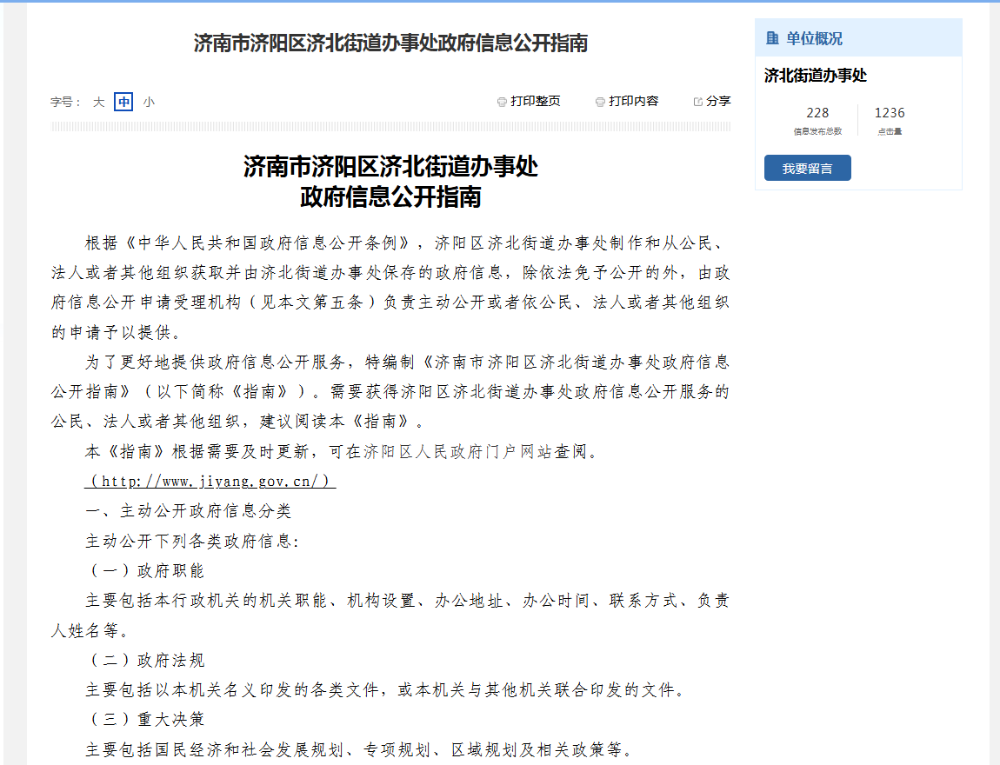 济南市济阳区济北街道办事处政府信息公开指南
字号： 大 中 小
打印整页 打印内容 分享
济南市济阳区济北街道办事处
政府信息公开指南
根据《中华人民共和国政府信息公开条例》，济阳区济北街道办事处制作和从公民、
法人或者其他组织获取并由济北街道办事处保存的政府信息，除依法免予公开的外，由政
府信息公开申请受理机构（见本文第五条）负责主动公开或者依公民、法人或者其他组织
的申请予以提供。
为了更好地提供政府信息公开服务，特编制《济南市济阳区济北街道办事处政府信息
公开指南》（以下简称《指南》）。需要获得济阳区济北街道办事处政府信息公开服务的
公民、法人或者其他组织，建议阅读本《指南》。
本《指南》根据需要及时更新，可在济阳区人民政府门户网站查阅。
（http://www.jiyang.gov.cn/）
一、主动公开政府信息分类
主动公开下列各类政府信息：
（一）政府职能
主要包括本行政机关的机关职能、机构设置、办公地址、办公时间、联系方式、负责
人姓名等。
（二）政府法规
主要包括以本机关名义印发的各类文件，或本机关与其他机关联合印发的文件。
（三）重大决策
主要包括国民经济和社会发展规划、专项规划、区域规划及相关政策等。
单位概况
济北街道办事处
228 1236
信息发布总数 点击量
我要留言